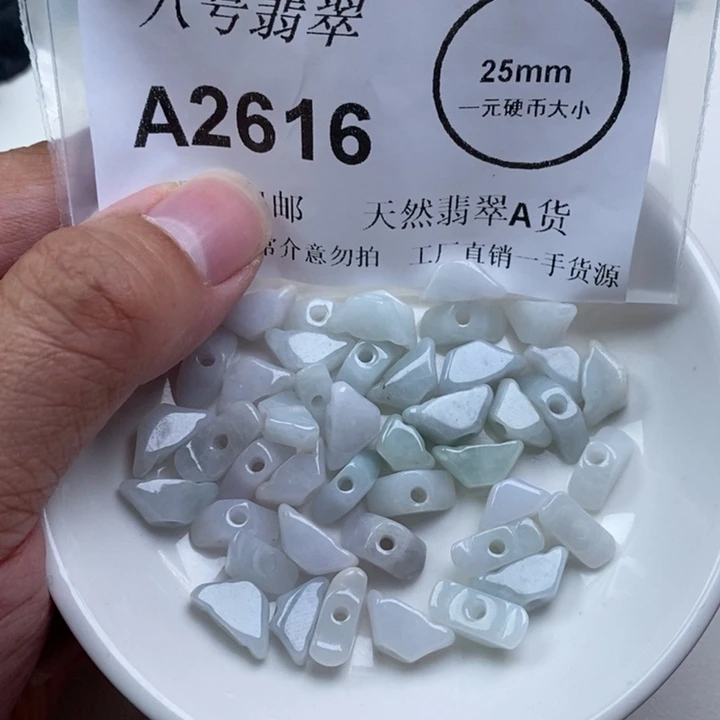 八号翡翠
A2616
25mm
一元硬币大小
邮
天然翡翠A货
介意勿拍 工厂直销一手货源